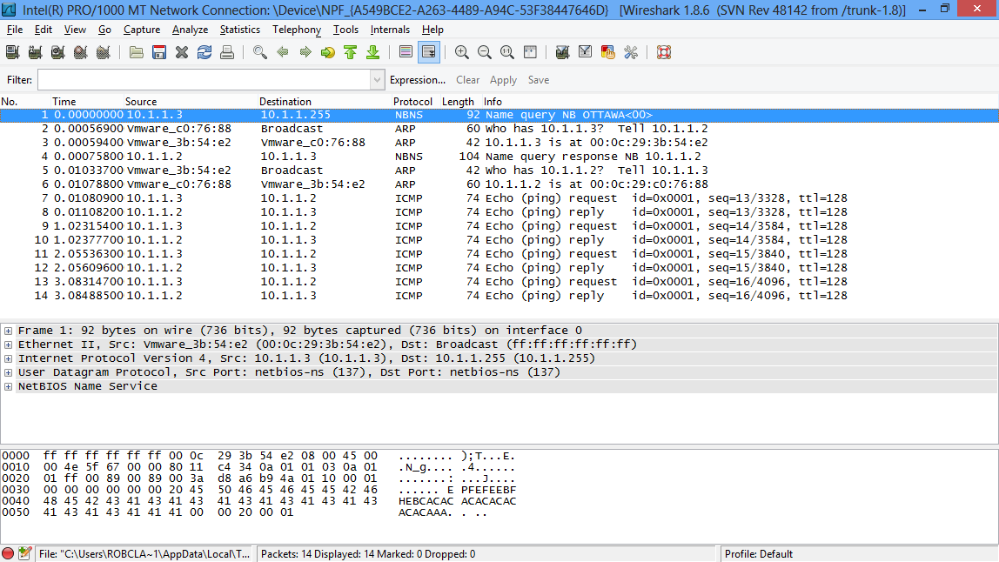 Intel(R) PRO/1000 MT Network Connection: \Device\NPF_{A549BCE2-A263-4489-A94C-53F38447646D} [Wireshark 1.8.6 (SVN Rev 48142 from /trunk-1.8)]
File Edit View Go Capture Analyze Statistics Telephony Tools Internals Help
Filter: Expression... Clear Apply Save
No. Time Source Destination Protocol Length Info
1 0.00000000 10.1.1.3 10.1.1.255 NBNS 92 Name query NB OTTAWA<00>
2 0.00056900 Vmware_c0:76:88 Broadcast ARP 60 Who has 10.1.1.3? Tell 10.1.1.2
3 0.00059400 Vmware_3b:54:e2 Vmware_c0:76:88 ARP 42 10.1.1.3 is at 00:0c:29:3b:54:e2
4 0.00075800 10.1.1.2 10.1.1.3 NBNS 104 Name query response NB 10.1.1.2
5 0.01033700 Vmware_3b:54:e2 Broadcast ARP 42 Who has 10.1.1.2? Tell 10.1.1.3
6 0.01078800 Vmware_c0:76:88 Vmware_3b:54:e2 ARP 60 10.1.1.2 is at 00:0c:29:c0:76:88
7 0.01080900 10.1.1.3 10.1.1.2 ICMP 74 Echo (ping) request id=0x0001, seq=13/3328, ttl=128
8 0.01108200 10.1.1.2 10.1.1.3 ICMP 74 Echo (ping) reply id=0x0001, seq=13/3328, ttl=128
9 1.02315400 10.1.1.3 10.1.1.2 ICMP 74 Echo (ping) request id=0x0001, seq=14/3584, ttl=128
10 1.02377700 10.1.1.2 10.1.1.3 ICMP 74 Echo (ping) reply id=0x0001, seq=14/3584, ttl=128
11 2.05536300 10.1.1.3 10.1.1.2 ICMP 74 Echo (ping) request id=0x0001, seq=15/3840, ttl=128
12 2.05609600 10.1.1.2 10.1.1.3 ICMP 74 Echo (ping) reply id=0x0001, seq=15/3840, ttl=128
13 3.08314700 10.1.1.3 10.1.1.2 ICMP 74 Echo (ping) request id=0x0001, seq=16/4096, ttl=128
14 3.08488500 10.1.1.2 10.1.1.3 ICMP 74 Echo (ping) reply id=0x0001, seq=16/4096, ttl=128
Frame 1: 92 bytes on wire (736 bits), 92 bytes captured (736 bits) on interface 0
Ethernet II, Src: Vmware_3b:54:e2 (00:0c:29:3b:54:e2), Dst: Broadcast (ff:ff:ff:ff:ff:ff)
Internet Protocol Version 4, Src: 10.1.1.3 (10.1.1.3), Dst: 10.1.1.255 (10.1.1.255)
User Datagram Protocol, Src Port: netbios-ns (137), Dst Port: netbios-ns (137)
NetBIOS Name Service
0000 ff ff ff ff ff ff 00 0c 29 3b 54 e2 08 00 45 00 ........ );T...E.
0010 00 4e 5f 67 00 00 80 11 c4 34 0a 01 01 03 0a 01 .N_g.... .4......
0020 01 ff 00 89 00 89 00 3a d8 a6 b9 4a 01 10 00 01 .......: ...J....
0030 00 00 00 00 00 00 20 45 50 46 45 46 45 45 42 46 ...... E PFEFEEBF
0040 48 45 42 43 41 43 41 43 41 43 41 43 41 43 41 43 HEBCACAC ACACACAC
0050 41 43 41 43 41 41 41 00 00 20 00 01 ACACAAA. . ..
File: "C:\Users\ROBCLA~1\AppData\Local\T... Packets: 14 Displayed: 14 Marked: 0 Dropped: 0 Profile: Default